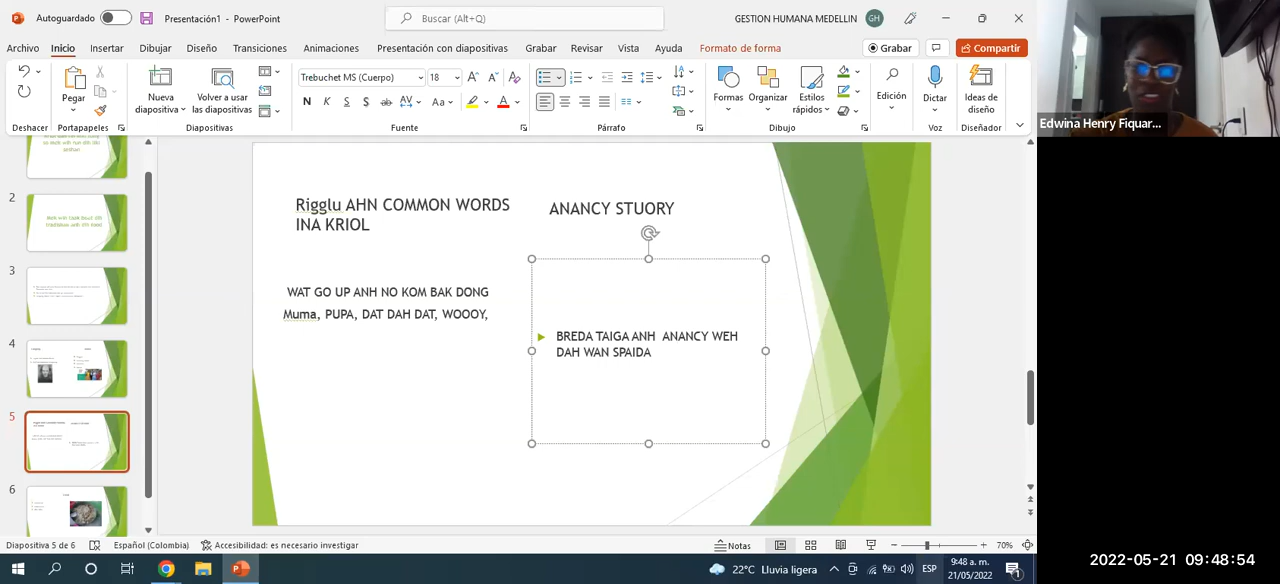 Autoguardado
Presentación1 - PowerPoint
Buscar (Alt+Q)
GESTION HUMANA MEDELLIN
GH
Archivo Inicio Insertar Dibujar Diseño Transiciones Animaciones Presentación con diapositivas Grabar Revisar Vista Ayuda Formato de forma
Grabar
Compartir
Deshacer
Pegar
Portapapeles
Nueva diapositiva
Volver a usar las diapositivas
Diapositivas
Trebuchet MS (Cuerpo)
18
Fuente
Párrafo
Formas
Organizar
Estilos rápidos
Dibujo
Edición
Dictar
Voz
Ideas de diseño
Diseñador
Edwina Henry Fiquar...
2
3
4
5
6
Rigglu AHN COMMON WORDS
INA KRIOL
WAT GO UP ANH NO KOM BAK DONG
Muma, PUPA, DAT DAH DAT, WOOOY,
ANANCY STUORY
BREDA TAIGA ANH ANANCY WEH
DAH WAN SPAIDA
Diapositiva 5 de 6
Español (Colombia)
Accesibilidad: es necesario investigar
Notas
70%
22°C Lluvia ligera
ESP
9:48 a. m.
21/05/2022
2022-05-21 09:48:54